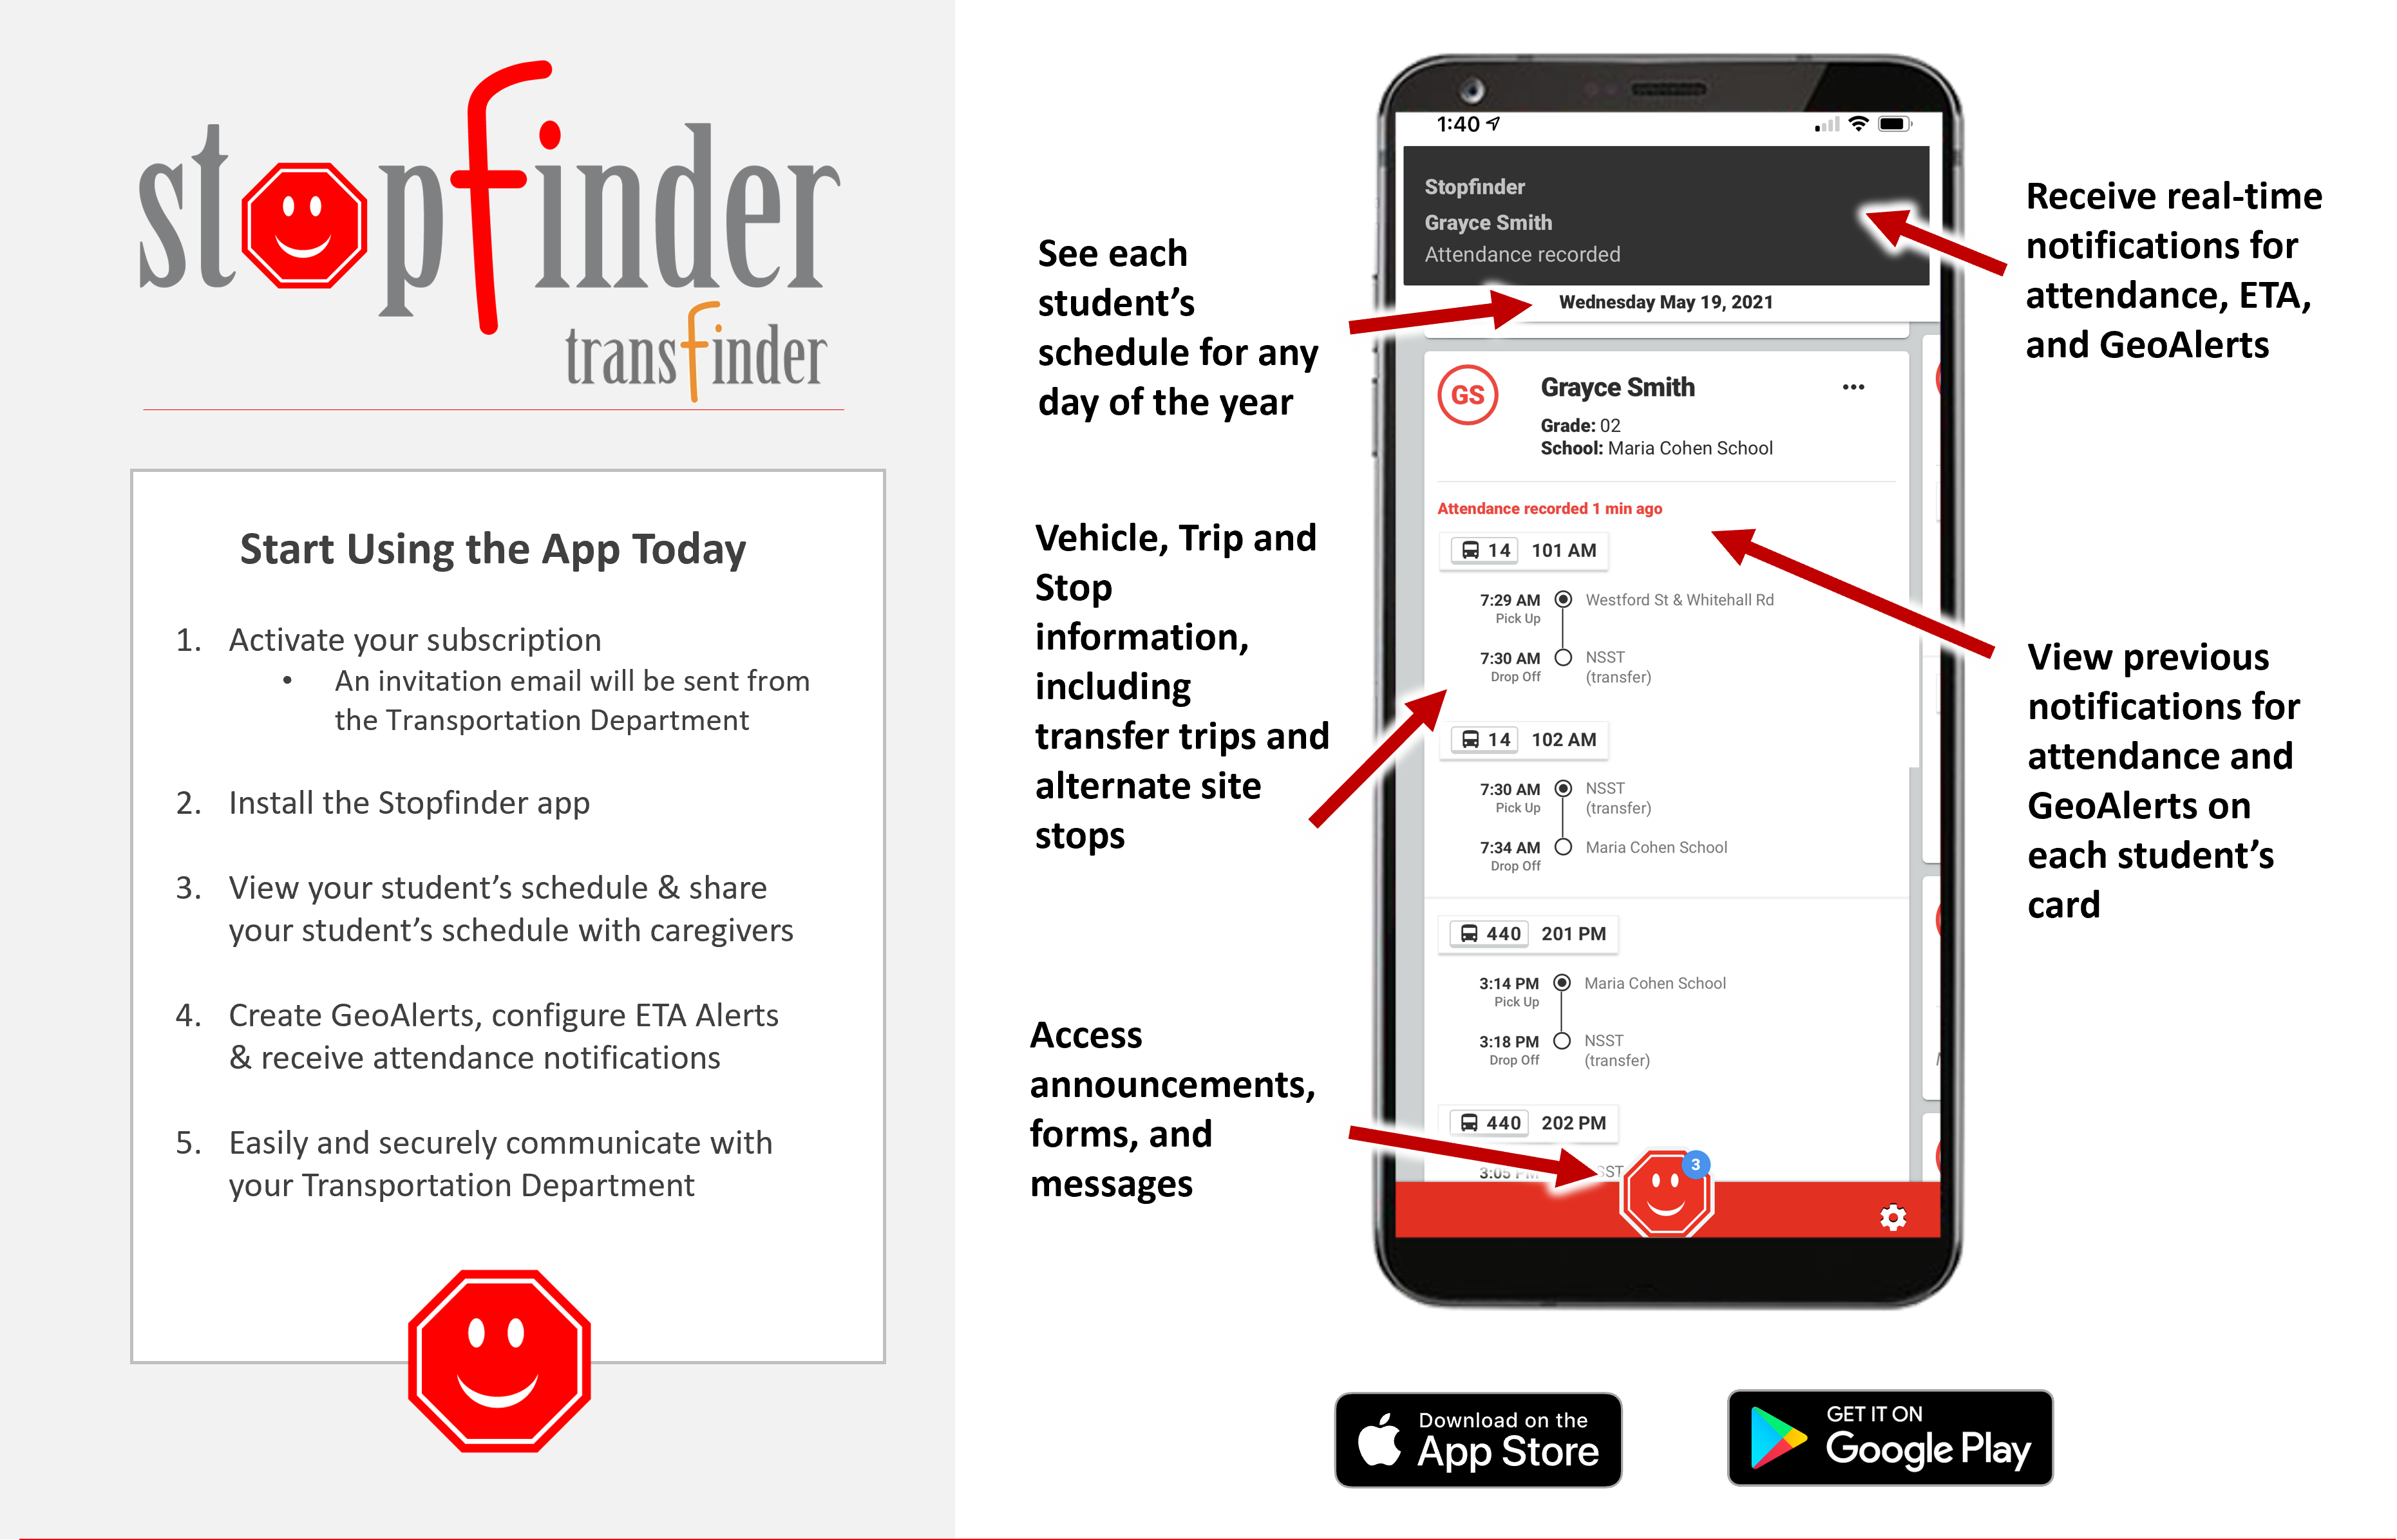 stopfinder
transfinder
Start Using the App Today
1. Activate your subscription
• An invitation email will be sent from
the Transportation Department
2. Install the Stopfinder app
3. View your student’s schedule & share
your student’s schedule with caregivers
4. Create GeoAlerts, configure ETA Alerts
& receive attendance notifications
5. Easily and securely communicate with
your Transportation Department
See each
student’s
schedule for any
day of the year
Vehicle, Trip and
Stop
information,
including
transfer trips and
alternate site
stops
Access
announcements,
forms, and
messages
1:40
Stopfinder
Grayce Smith
Attendance recorded
Wednesday May 19, 2021
GS
Grayce Smith
•••
Grade: 02
School: Maria Cohen School
Attendance recorded 1 min ago
14 101 AM
7:29 AM Westford St & Whitehall Rd
Pick Up
7:30 AM NSST
Drop Off (transfer)
14 102 AM
7:30 AM NSST
Pick Up (transfer)
7:34 AM Maria Cohen School
Drop Off
440 201 PM
3:14 PM Maria Cohen School
Pick Up
3:18 PM NSST
Drop Off (transfer)
440 202 PM
3:05 PM
3
Receive real-time
notifications for
attendance, ETA,
and GeoAlerts
View previous
notifications for
attendance and
GeoAlerts on
each student’s
card
Download on the
App Store
GET IT ON
Google Play